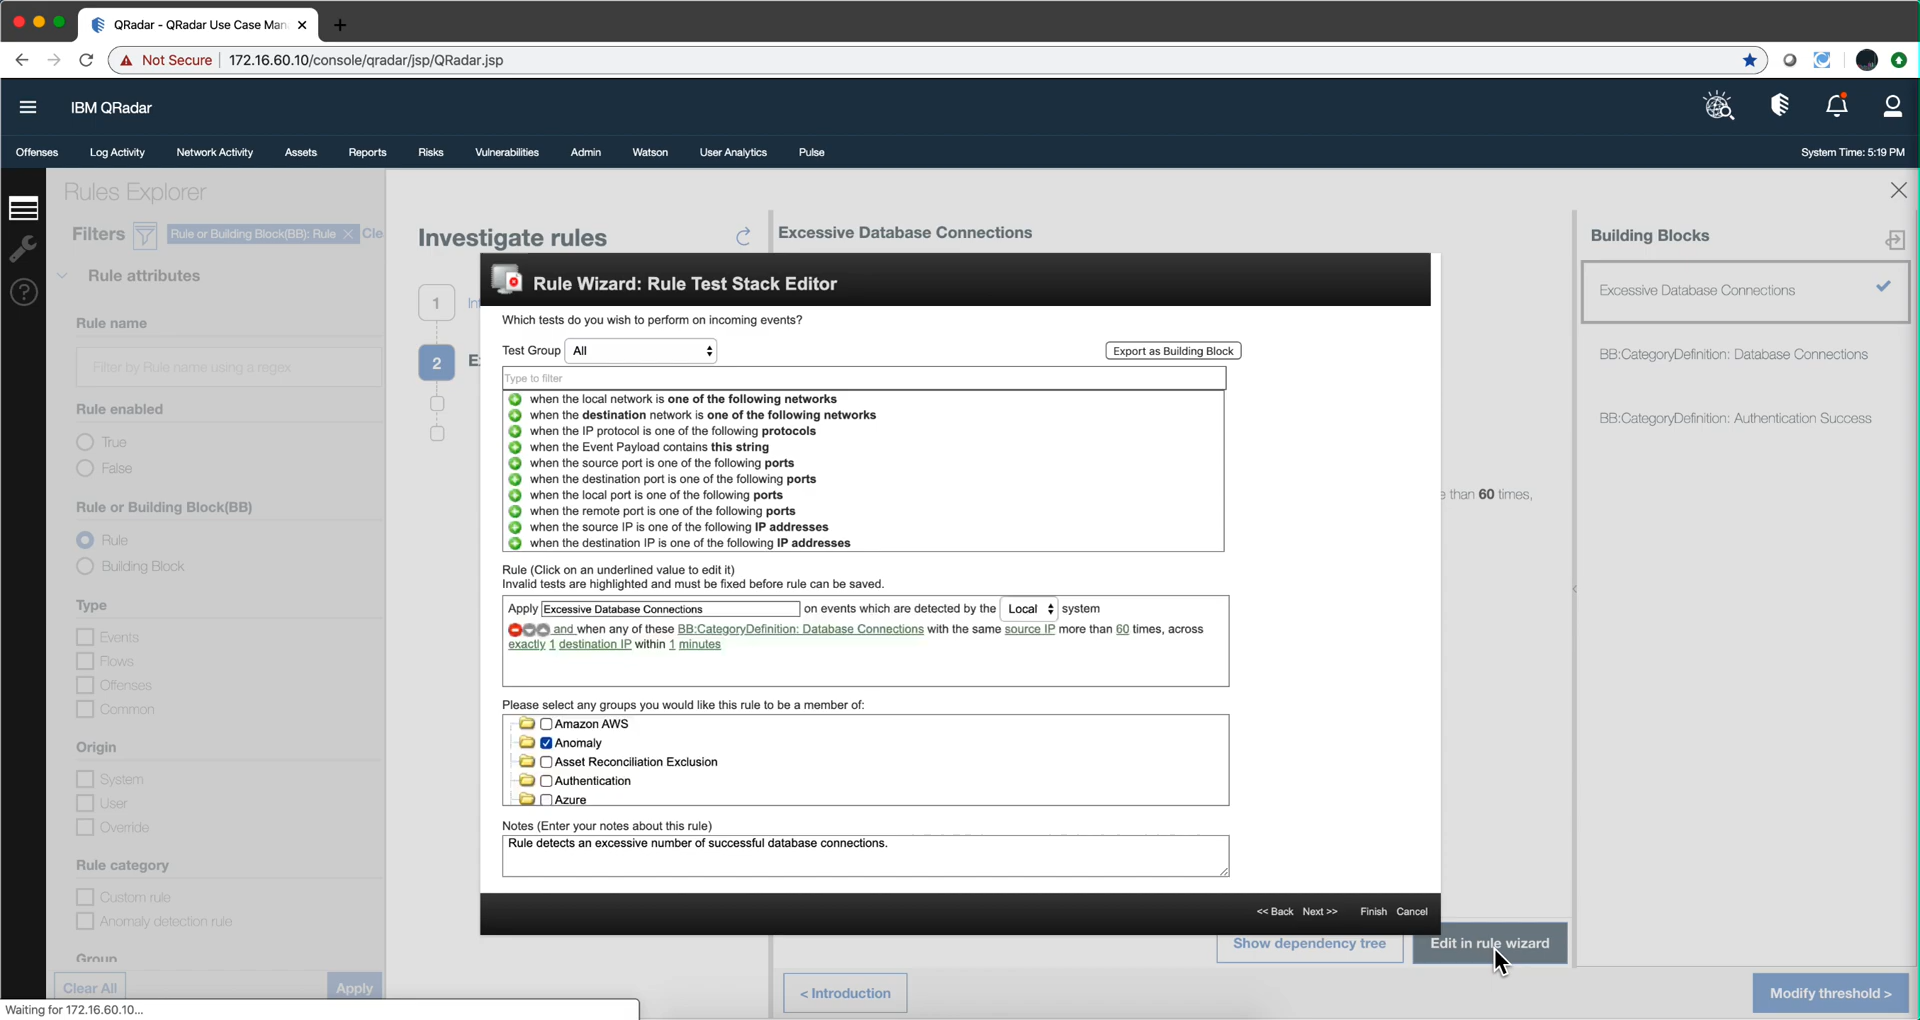 QRadar - QRadar Use Case Man
Not Secure 172.16.60.10/console/qradar/jsp/QRadar.jsp
IBM QRadar
Offenses Log Activity Network Activity Assets Reports Risks Vulnerabilities Admin Watson User Analytics Pulse System Time: 5:19 PM
Rules Explorer
Filters Rule or Building Block(BB): Rule Cle
Rule attributes
Rule name
Filter by Rule name using a regex
Rule enabled
True
False
Rule or Building Block(BB)
Rule
Building Block
Type
Events
Flows
Offenses
Common
Origin
System
User
Override
Rule category
Custom rule
Anomaly detection rule
Group
Clear All Apply
Waiting for 172.16.60.10...
Investigate rules
1 In
2 E
Excessive Database Connections
Rule Wizard: Rule Test Stack Editor
Which tests do you wish to perform on incoming events?
Test Group All Export as Building Block
Type to filter
when the local network is one of the following networks
when the destination network is one of the following networks
when the IP protocol is one of the following protocols
when the Event Payload contains this string
when the source port is one of the following ports
when the destination port is one of the following ports
when the local port is one of the following ports
when the remote port is one of the following ports
when the source IP is one of the following IP addresses
when the destination IP is one of the following IP addresses
Rule (Click on an underlined value to edit it)
Invalid tests are highlighted and must be fixed before rule can be saved.
Apply Excessive Database Connections on events which are detected by the Local system
and when any of these BB:CategoryDefinition: Database Connections with the same source IP more than 60 times, across
exactly 1 destination IP within 1 minutes
Please select any groups you would like this rule to be a member of:
Amazon AWS
Anomaly
Asset Reconciliation Exclusion
Authentication
Azure
Notes (Enter your notes about this rule)
Rule detects an excessive number of successful database connections.
<< Back Next >> Finish Cancel
e than 60 times,
Show dependency tree Edit in rule wizard
< Introduction Modify threshold >
Building Blocks
Excessive Database Connections
BB:CategoryDefinition: Database Connections
BB:CategoryDefinition: Authentication Success